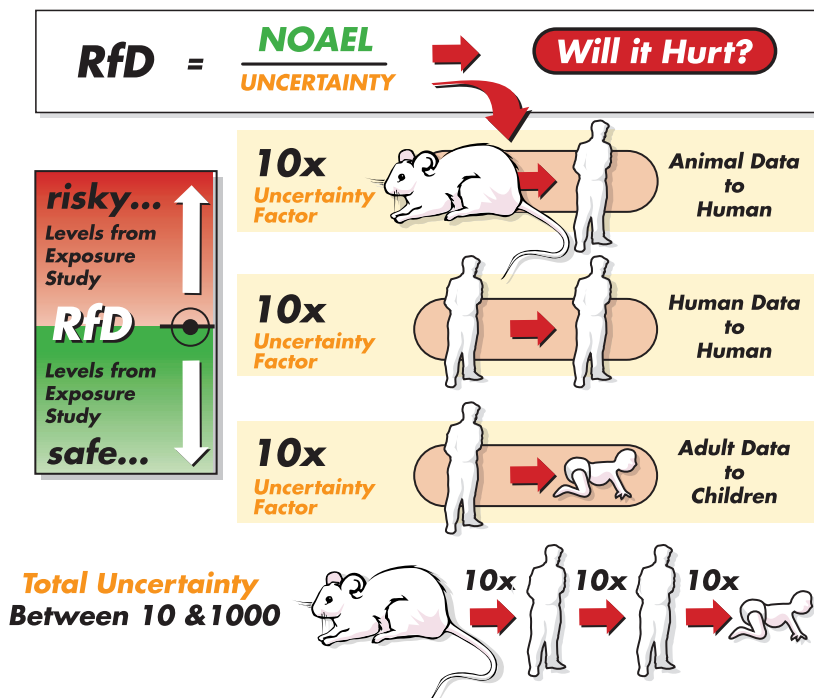 RfD = NOAEL
UNCERTAINTY
Will it Hurt?
10x
Uncertainty
Factor
Animal Data
to
Human
risky...
Levels from
Exposure
Study
RfD
Levels from
Exposure
Study
safe...
10x
Uncertainty
Factor
Human Data
to
Human
10x
Uncertainty
Factor
Adult Data
to
Children
Total Uncertainty
Between 10 &1000
10x 10x 10x